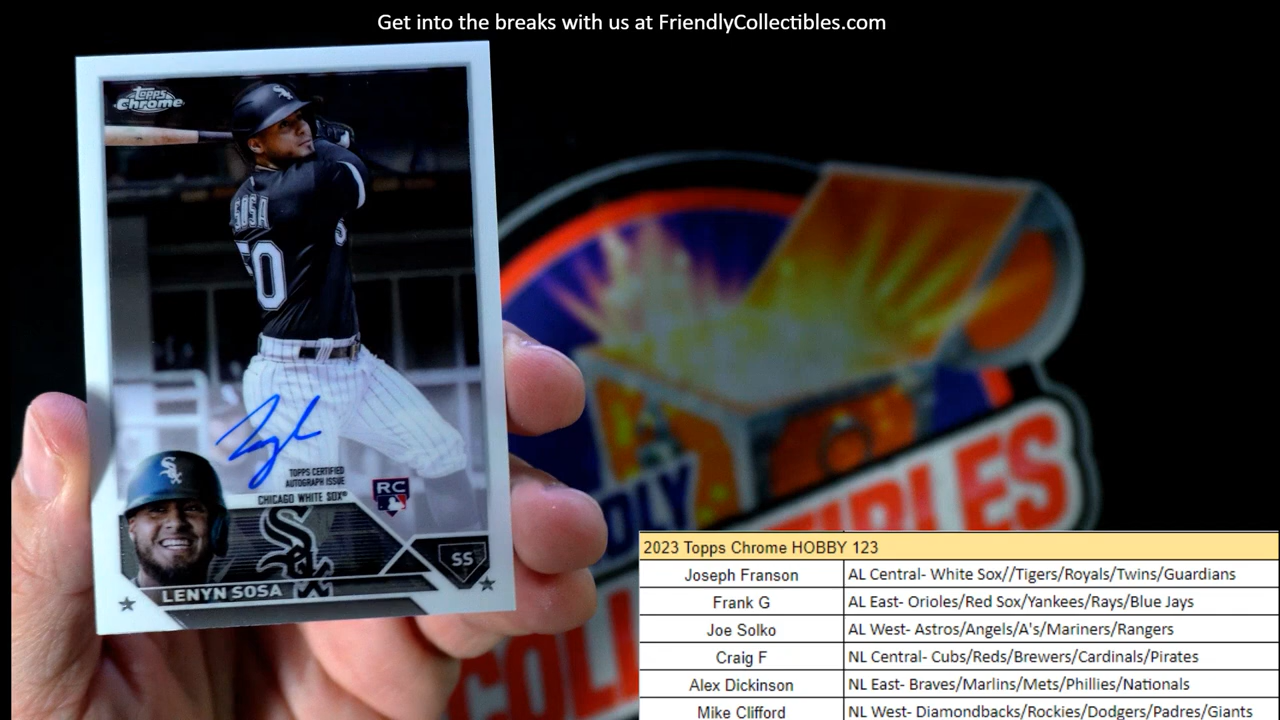 Get into the breaks with us at FriendlyCollectibles.com
Topps
Chrome
SOSA
50
TOPPS CERTIFIED
AUTOGRAPH ISSUE
CHICAGO WHITE SOX®
RC
Sox
SS
LENYN SOSA
2023 Topps Chrome HOBBY 123
Joseph Franson AL Central- White Sox//Tigers/Royals/Twins/Guardians
Frank G AL East- Orioles/Red Sox/Yankees/Rays/Blue Jays
Joe Solko AL West- Astros/Angels/A's/Mariners/Rangers
Craig F NL Central- Cubs/Reds/Brewers/Cardinals/Pirates
Alex Dickinson NL East- Braves/Marlins/Mets/Phillies/Nationals
Mike Clifford NL West- Diamondbacks/Rockies/Dodgers/Padres/Giants